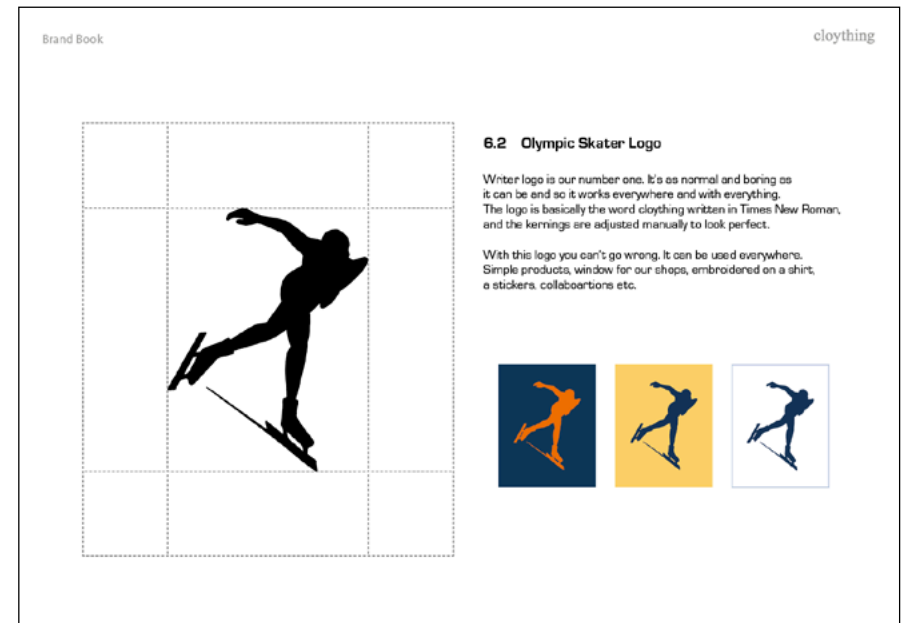 Brand Book
cloything
6.2 Olympic Skater Logo
Writer logo is our number one. It's as normal and boring as
it can be and so it works everywhere and with everything.
The logo is basically the word cloything written in Times New Roman,
and the kernings are adjusted manually to look perfect.
With this logo you can't go wrong. It can be used everywhere.
Simple products, window for our shops, embroidered on a shirt,
a stickers, collaboartions etc.